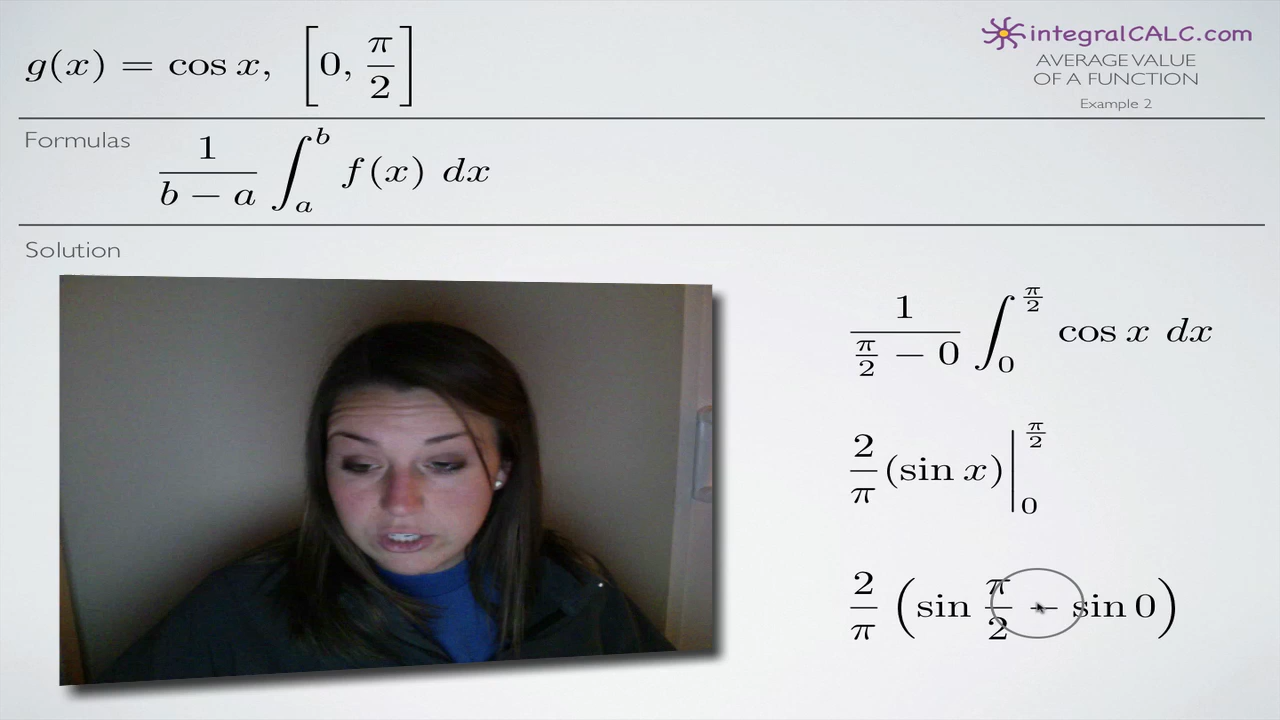 g(x) = cos x, [0, π/2]
integralCALC.com
AVERAGE VALUE
OF A FUNCTION
Example 2
Formulas
1/(b − a) ∫_a^b f(x) dx
Solution
1/(π/2 − 0) ∫_0^(π/2) cos x dx
2/π (sin x)|_0^(π/2)
2/π (sin π/2 − sin 0)